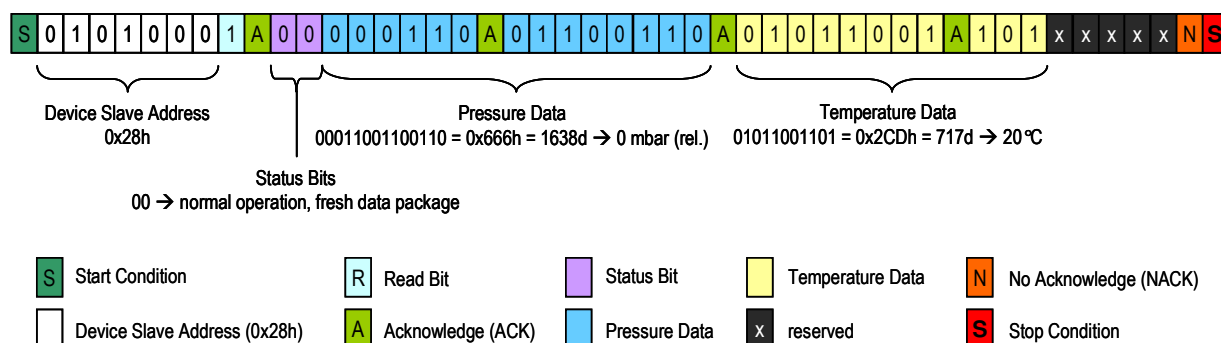 S 0 1 0 1 0 0 0 1 A 0 0 0 0 0 1 1 0 A 0 1 1 0 0 1 1 0 A 0 1 0 1 1 0 0 1 A 1 0 1 x x x x x N S
Device Slave Address
0x28h
Pressure Data
00011001100110 = 0x666h = 1638d → 0 mbar (rel.)
Temperature Data
01011001101 = 0x2CDh = 717d → 20°C
Status Bits
00 → normal operation, fresh data package
S Start Condition
R Read Bit
Status Bit
Temperature Data
N No Acknowledge (NACK)
Device Slave Address (0x28h)
A Acknowledge (ACK)
Pressure Data
x reserved
S Stop Condition